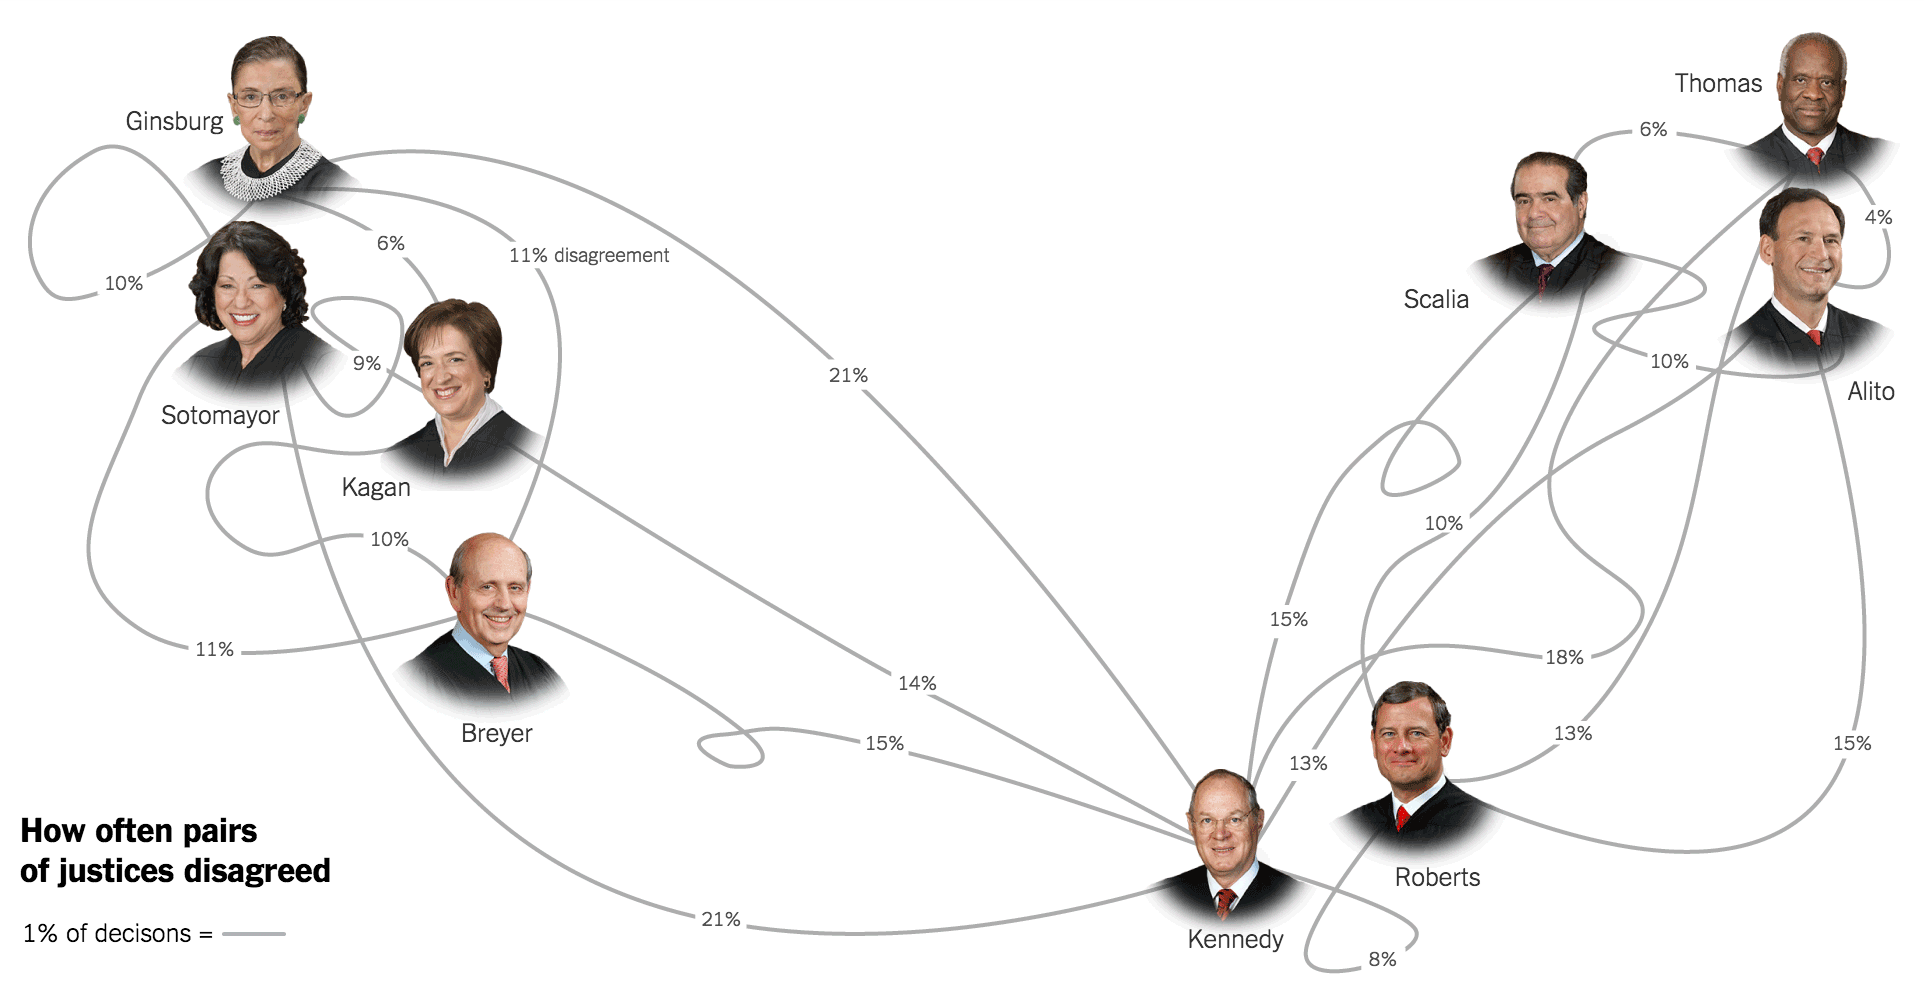 Thomas
Ginsburg
6%
4%
6%
11% disagreement
10%
Scalia
9%
10%
21%
Alito
Sotomayor
Kagan
10%
10%
15%
11%
18%
14%
Breyer
13%
15%
15%
13%
How often pairs
of justices disagreed
Roberts
21%
1% of decisons =
Kennedy
8%